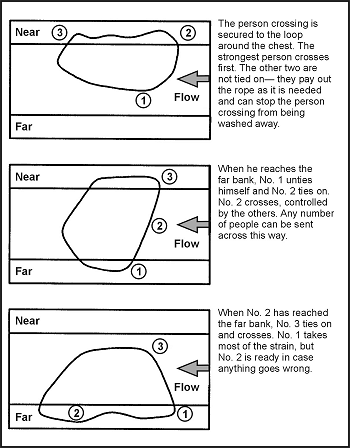 Near
3
2
1
Flow
Far
The person crossing is
secured to the loop
around the chest. The
strongest person crosses
first. The other two are
not tied on— they pay out
the rope as it is needed
and can stop the person
crossing from being
washed away.
Near
3
2
Flow
Far
1
When he reaches the
far bank, No. 1 unties
himself and No. 2 ties on.
No. 2 crosses, controlled
by the others. Any number
of people can be sent
across this way.
Near
3
Flow
Far
2
1
When No. 2 has reached
the far bank, No. 3 ties on
and crosses. No. 1 takes
most of the strain, but
No. 2 is ready in case
anything goes wrong.